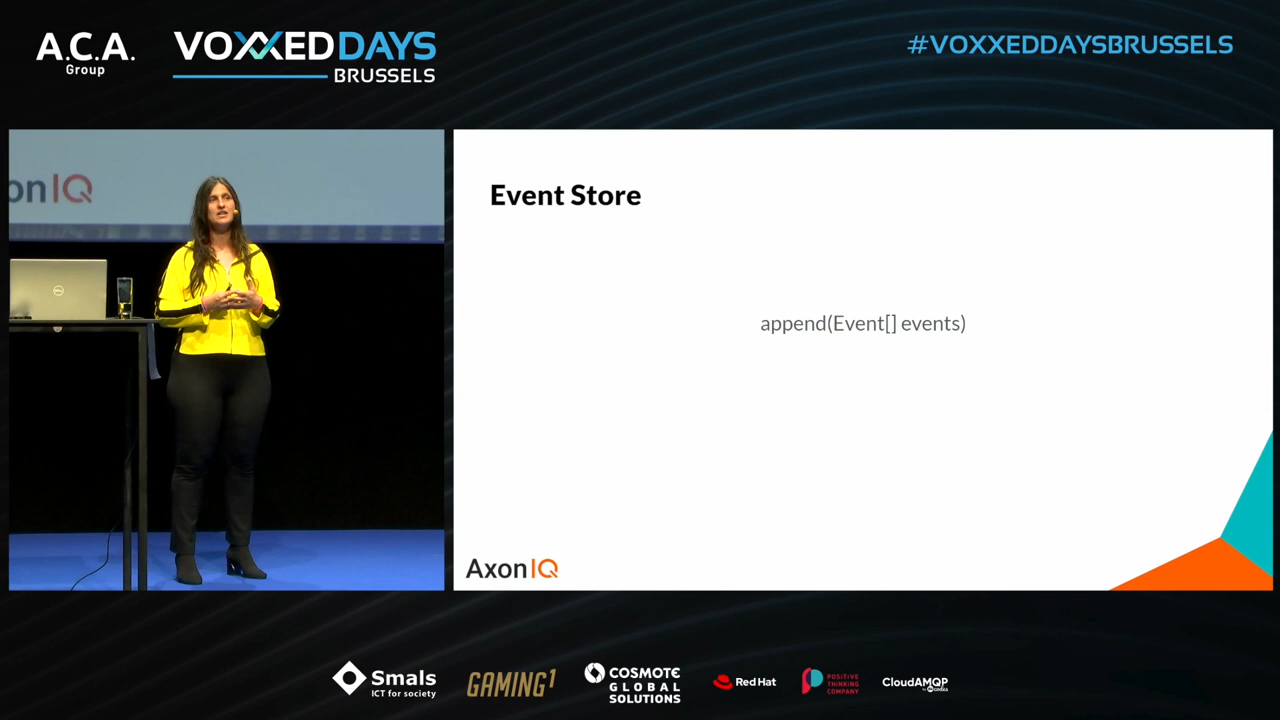 A.C.A.
Group
VOXXEDDAYS
BRUSSELS
#VOXXEDDAYSBRUSSELS
onIQ
DELL
Event Store
append(Event[] events)
AxonIQ
Smals
ICT for society
GAMING1
COSMOTE
GLOBAL
SOLUTIONS
Red Hat
POSITIVE
THINKING
COMPANY
CloudAMQP